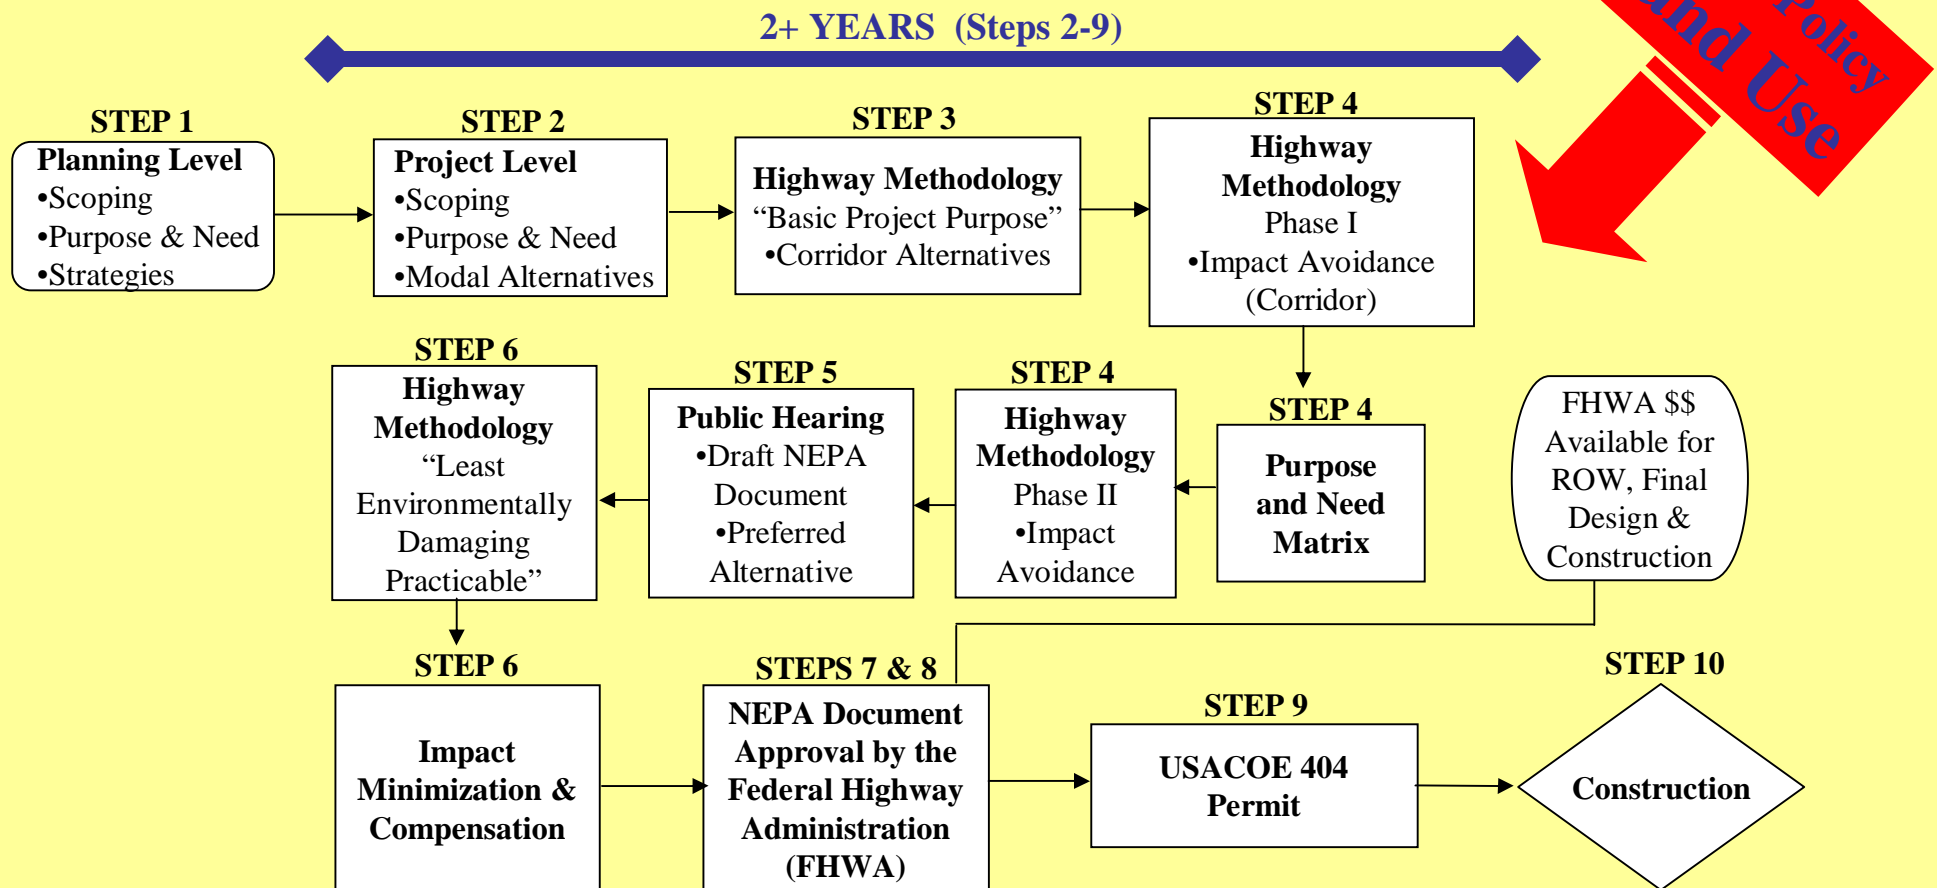 2+ YEARS (Steps 2-9)
Policy
and Use
STEP 1
Planning Level
•Scoping
•Purpose & Need
•Strategies
STEP 2
Project Level
•Scoping
•Purpose & Need
•Modal Alternatives
STEP 3
Highway Methodology
“Basic Project Purpose”
•Corridor Alternatives
STEP 4
Highway
Methodology
Phase I
•Impact Avoidance
(Corridor)
STEP 4
Purpose
and Need
Matrix
STEP 4
Highway
Methodology
Phase II
•Impact
Avoidance
STEP 5
Public Hearing
•Draft NEPA
Document
•Preferred
Alternative
STEP 6
Highway
Methodology
“Least
Environmentally
Damaging
Practicable”
STEP 6
Impact
Minimization &
Compensation
STEPS 7 & 8
NEPA Document
Approval by the
Federal Highway
Administration
(FHWA)
FHWA $$
Available for
ROW, Final
Design &
Construction
STEP 9
USACOE 404
Permit
STEP 10
Construction